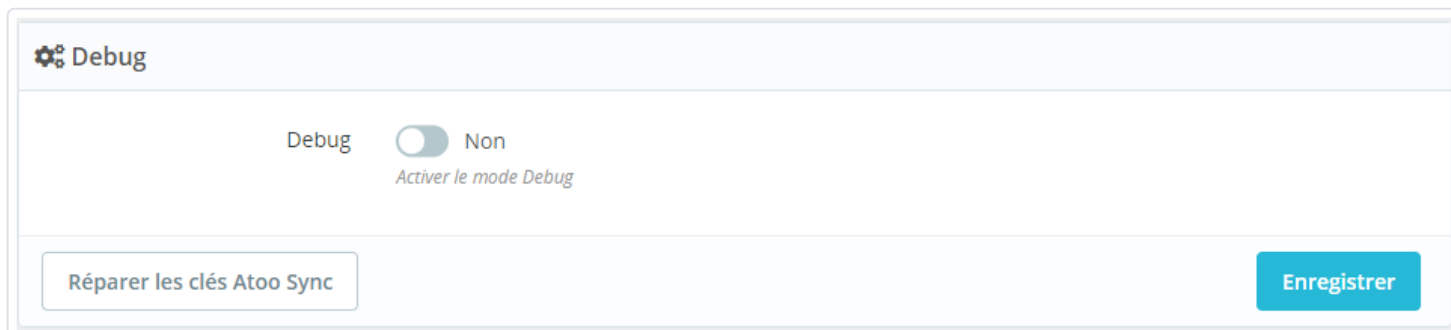 Debug
Debug Non
Activer le mode Debug
Réparer les clés Atoo Sync Enregistrer